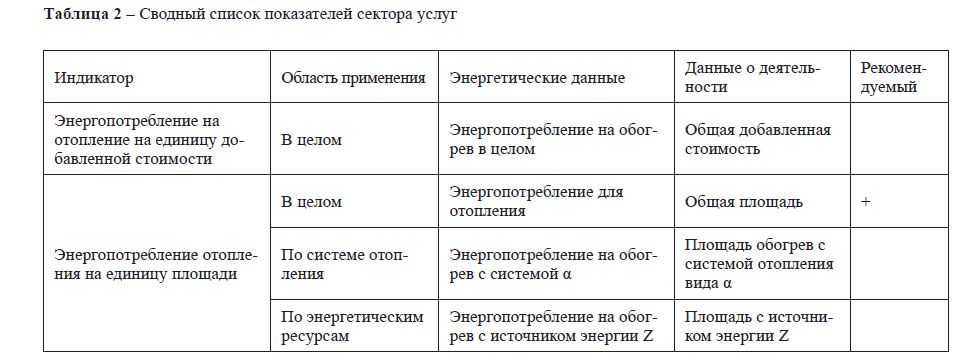 Таблица 2 – Сводный список показателей сектора услуг
Индикатор
Область применения
Энергетические данные
Данные о деятель-
ности
Рекомен-
дуемый
Энергопотребление на
отопление на единицу до-
бавленной стоимости
В целом
Энергопотребление на обог-
рев в целом
Общая добавленная
стоимость
Энергопотребление отопле-
ния на единицу площади
В целом
Энергопотребление для
отопления
Общая площадь
+
По системе отоп-
ления
Энергопотребление на обог-
рев с системой α
Площадь обогрев с
системой отопления
вида α
По энергетическим
ресурсам
Энергопотребление на обог-
рев с источником энергии Z
Площадь с источни-
ком энергии Z